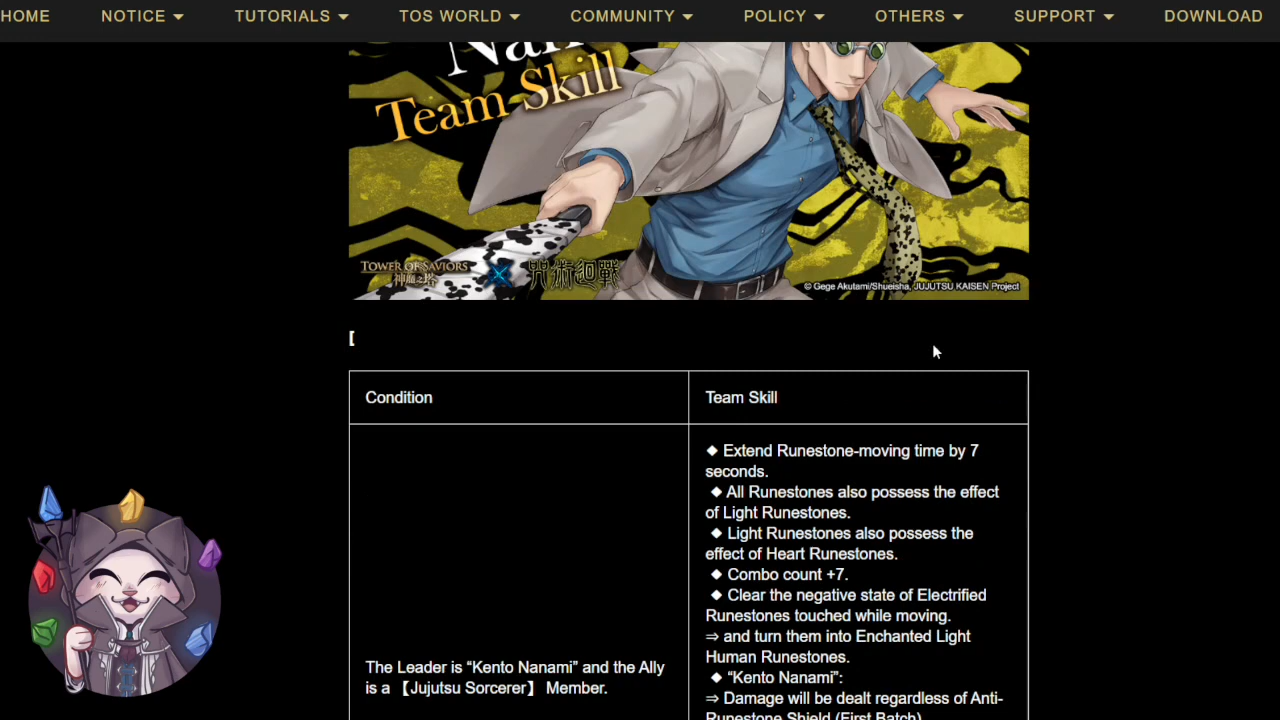 HOME NOTICE TUTORIALS TOS WORLD COMMUNITY POLICY OTHERS SUPPORT DOWNLOAD
Team Skill
TOWER OF SAVIORS
神魔之塔
呪術廻戦
© Gege Akutami/Shueisha, JUJUTSU KAISEN Project
[
Condition
Team Skill
◆ Extend Runestone-moving time by 7
seconds.
◆ All Runestones also possess the effect
of Light Runestones.
◆ Light Runestones also possess the
effect of Heart Runestones.
◆ Combo count +7.
◆ Clear the negative state of Electrified
Runestones touched while moving.
⇒ and turn them into Enchanted Light
Human Runestones.
◆ “Kento Nanami”:
⇒ Damage will be dealt regardless of Anti-
Runestone Shield (First Batch)
The Leader is “Kento Nanami” and the Ally
is a 【Jujutsu Sorcerer】 Member.